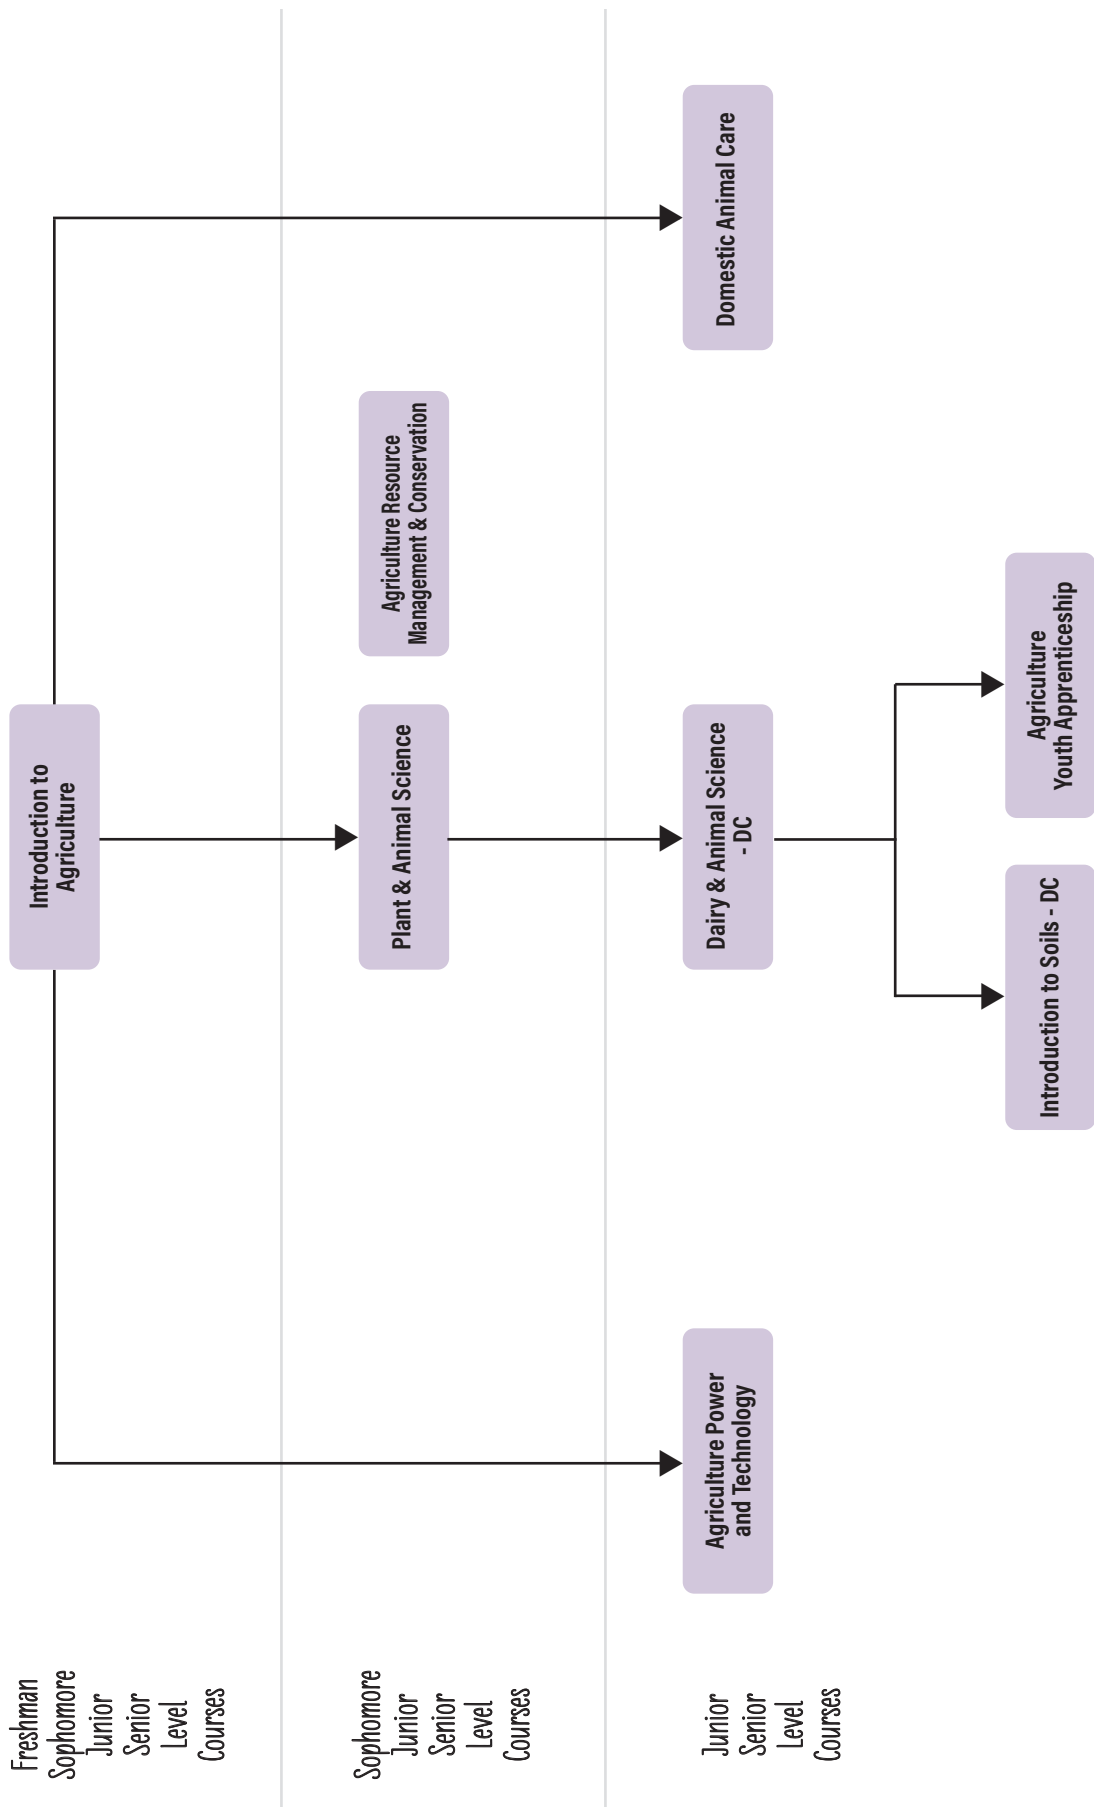 Freshman
Sophomore
Junior
Senior
Level
Courses
Introduction to
Agriculture
Sophomore
Junior
Senior
Level
Courses
Plant & Animal Science
Agriculture Resource
Management & Conservation
Junior
Senior
Level
Courses
Agriculture Power
and Technology
Dairy & Animal Science
- DC
Domestic Animal Care
Introduction to Soils - DC
Agriculture
Youth Apprenticeship